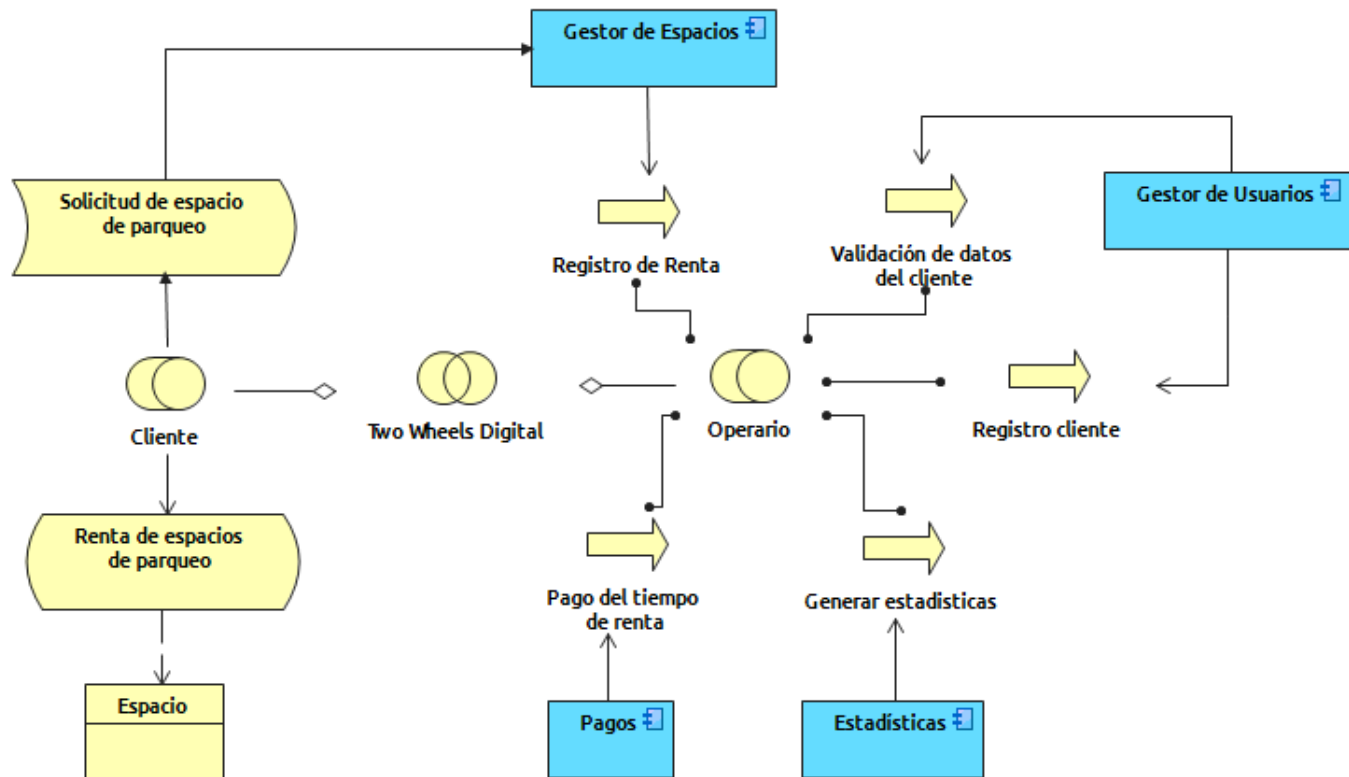 Gestor de Espacios
Solicitud de espacio
de parqueo
Gestor de Usuarios
Registro de Renta
Validación de datos
del cliente
Cliente
Two Wheels Digital
Operario
Registro cliente
Renta de espacios
de parqueo
Pago del tiempo
de renta
Generar estadisticas
Espacio
Pagos
Estadísticas